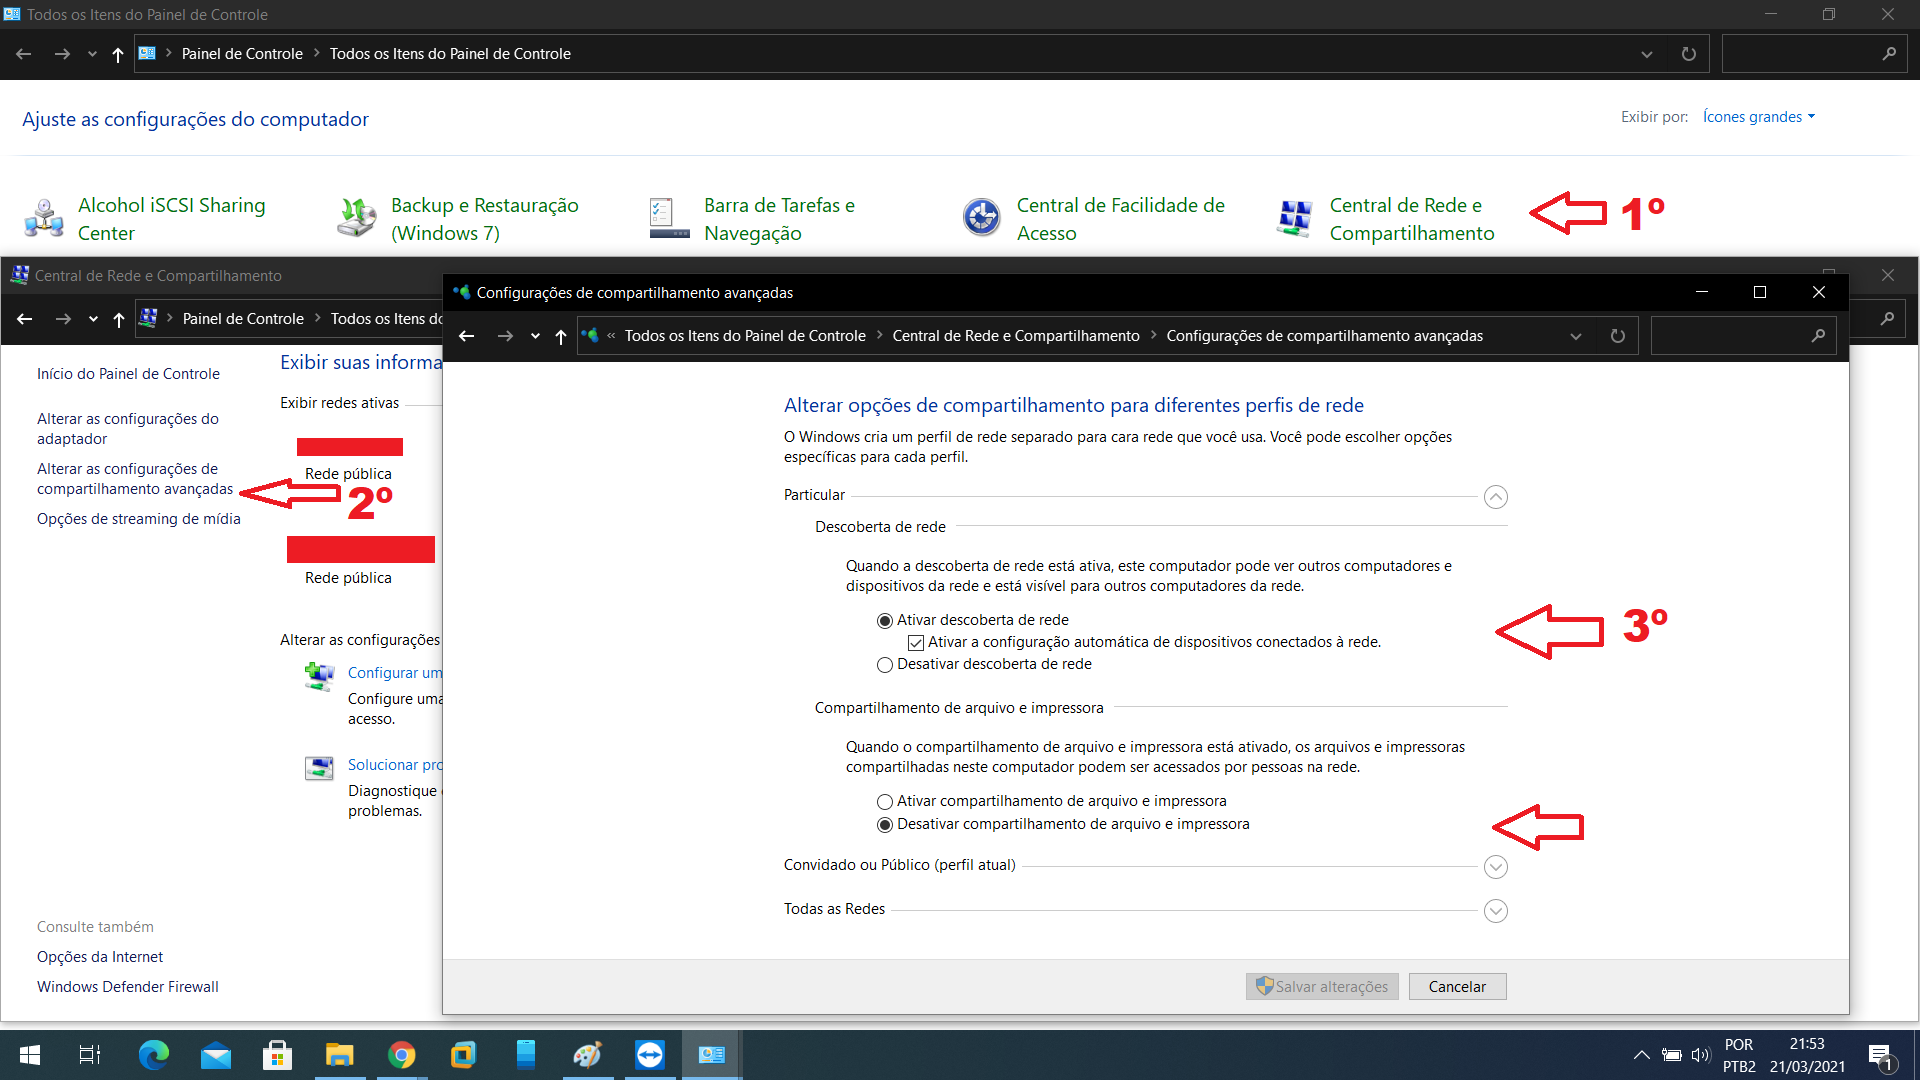 Todos os Itens do Painel de Controle
Painel de Controle > Todos os Itens do Painel de Controle
Ajuste as configurações do computador
Exibir por: Ícones grandes
Alcohol iSCSI Sharing
Center
Backup e Restauração
(Windows 7)
Barra de Tarefas e
Navegação
Central de Facilidade de
Acesso
Central de Rede e
Compartilhamento
1º
Central de Rede e Compartilhamento
Painel de Controle > Todos os Itens do
Início do Painel de Controle
Alterar as configurações do
adaptador
Alterar as configurações de
compartilhamento avançadas
2º
Opções de streaming de mídia
Exibir suas informa
Exibir redes ativas
Rede pública
Rede pública
Alterar as configurações
Configurar um
Configure uma
acesso.
Solucionar pro
Diagnostique
problemas.
Consulte também
Opções da Internet
Windows Defender Firewall
Configurações de compartilhamento avançadas
« Todos os Itens do Painel de Controle > Central de Rede e Compartilhamento > Configurações de compartilhamento avançadas
Alterar opções de compartilhamento para diferentes perfis de rede
O Windows cria um perfil de rede separado para cara rede que você usa. Você pode escolher opções
específicas para cada perfil.
Particular
Descoberta de rede
Quando a descoberta de rede está ativa, este computador pode ver outros computadores e
dispositivos da rede e está visível para outros computadores da rede.
Ativar descoberta de rede
Ativar a configuração automática de dispositivos conectados à rede.
Desativar descoberta de rede
3º
Compartilhamento de arquivo e impressora
Quando o compartilhamento de arquivo e impressora está ativado, os arquivos e impressoras
compartilhadas neste computador podem ser acessados por pessoas na rede.
Ativar compartilhamento de arquivo e impressora
Desativar compartilhamento de arquivo e impressora
Convidado ou Público (perfil atual)
Todas as Redes
Salvar alterações
Cancelar
POR
PTB2
21:53
21/03/2021
1